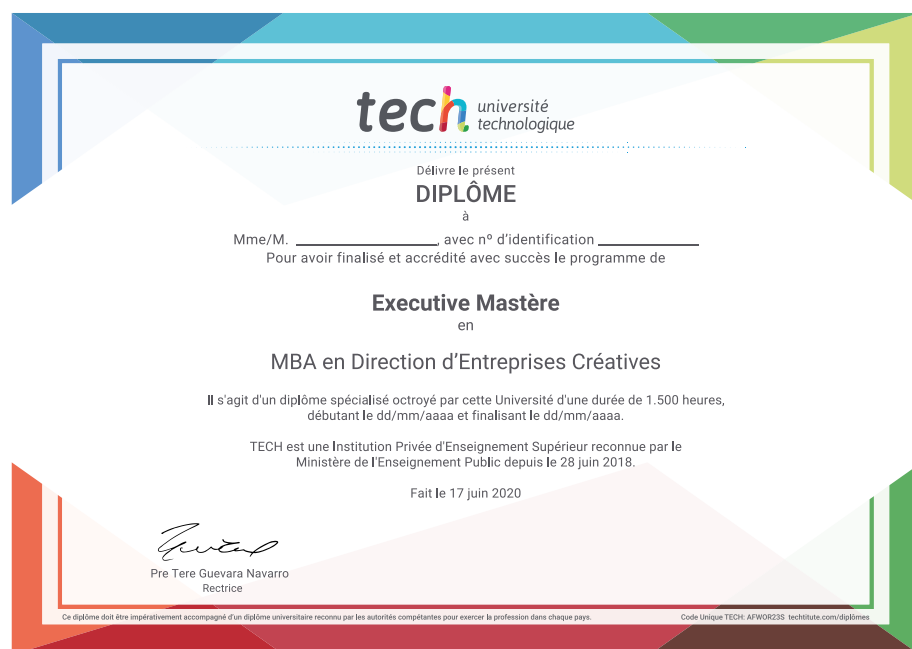 tech université
technologique
Délivre le présent
DIPLÔME
à
Mme/M. ____________________, avec nº d'identification ______________
Pour avoir finalisé et accrédité avec succès le programme de
Executive Mastère
en
MBA en Direction d'Entreprises Créatives
Il s'agit d'un diplôme spécialisé octroyé par cette Université d'une durée de 1.500 heures,
débutant le dd/mm/aaaa et finalisant le dd/mm/aaaa.
TECH est une Institution Privée d'Enseignement Supérieur reconnue par le
Ministère de l'Enseignement Public depuis le 28 juin 2018.
Fait le 17 juin 2020
Pre Tere Guevara Navarro
Rectrice
Ce diplôme doit être impérativement accompagné d'un diplôme universitaire reconnu par les autorités compétentes pour exercer la profession dans chaque pays.
Code Unique TECH: AFWOR23S techtitute.com/diplômes